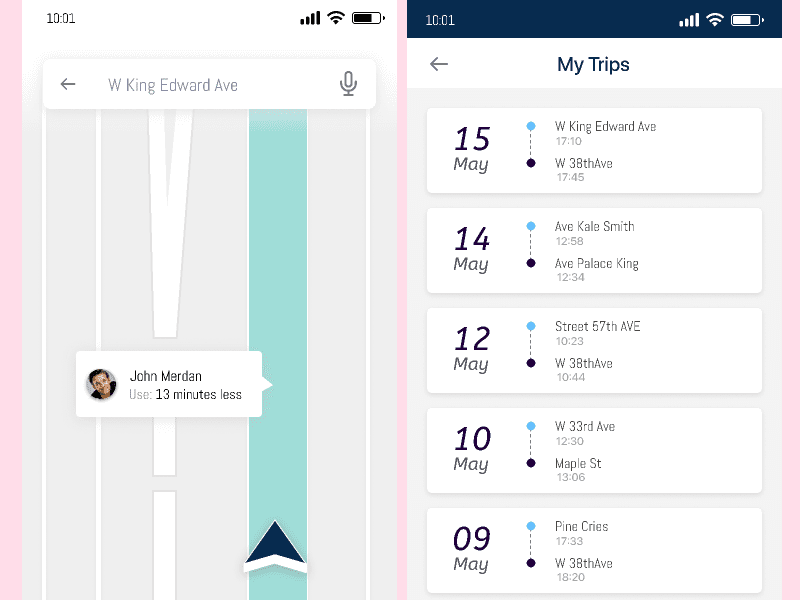 10:01
W King Edward Ave
John Merdan
Use: 13 minutes less
10:01
My Trips
15
May
W King Edward Ave
17:10
W 38thAve
17:45
14
May
Ave Kale Smith
12:58
Ave Palace King
12:34
12
May
Street 57th AVE
10:23
W 38thAve
10:44
10
May
W 33rd Ave
12:30
Maple St
13:06
09
May
Pine Cries
17:33
W 38thAve
18:20